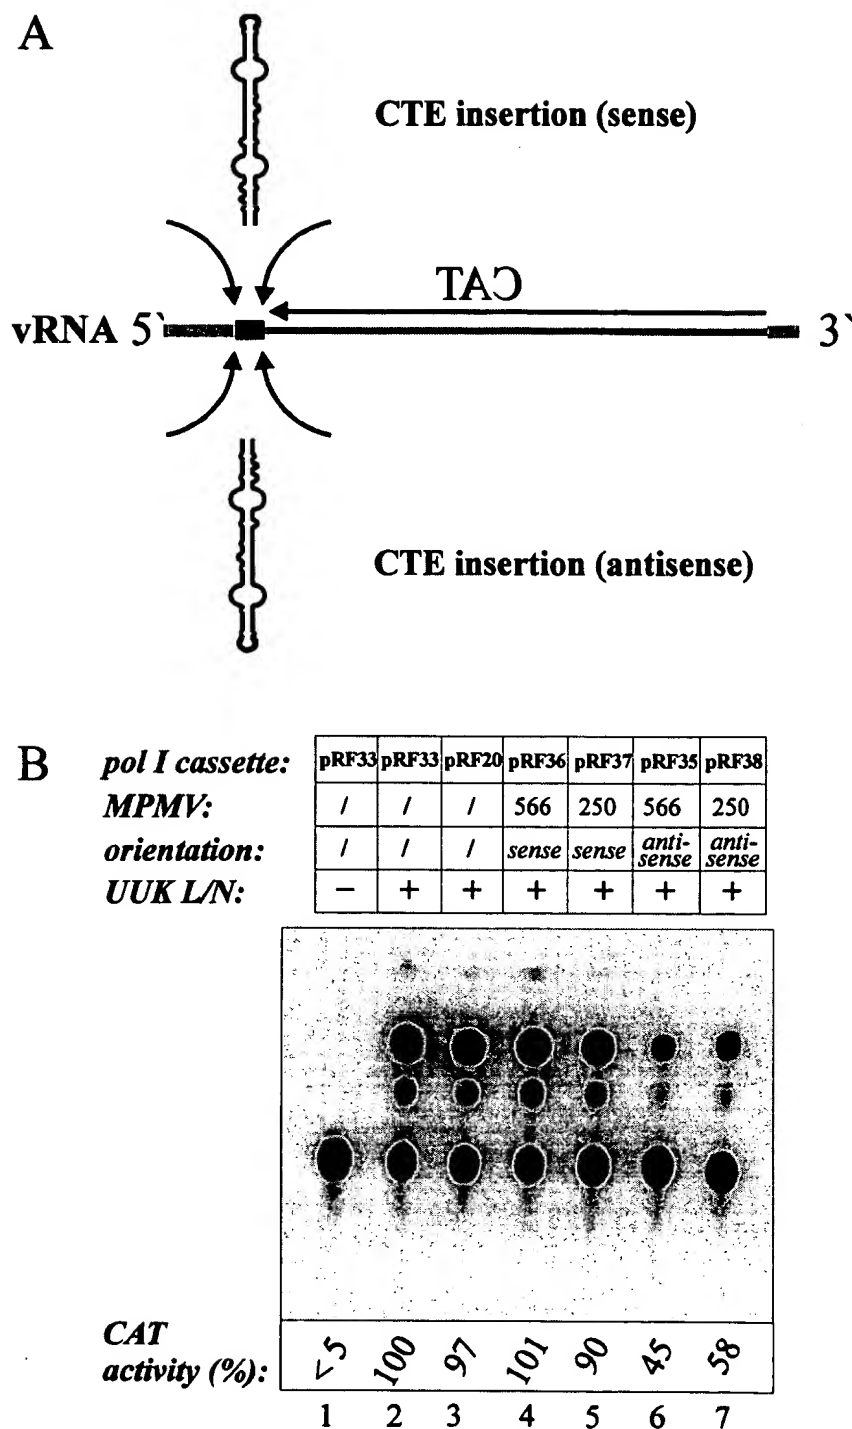 A
CTE insertion (sense)
CAT
vRNA 5` 3`
CTE insertion (antisense)
B
pol I cassette: pRF33 pRF33 pRF20 pRF36 pRF37 pRF35 pRF38
MPMV: / / / 566 250 566 250
orientation: / / / sense sense anti-sense anti-sense
UUK L/N: - + + + + + +
CAT
activity (%): <5 100 97 101 90 45 58
1 2 3 4 5 6 7